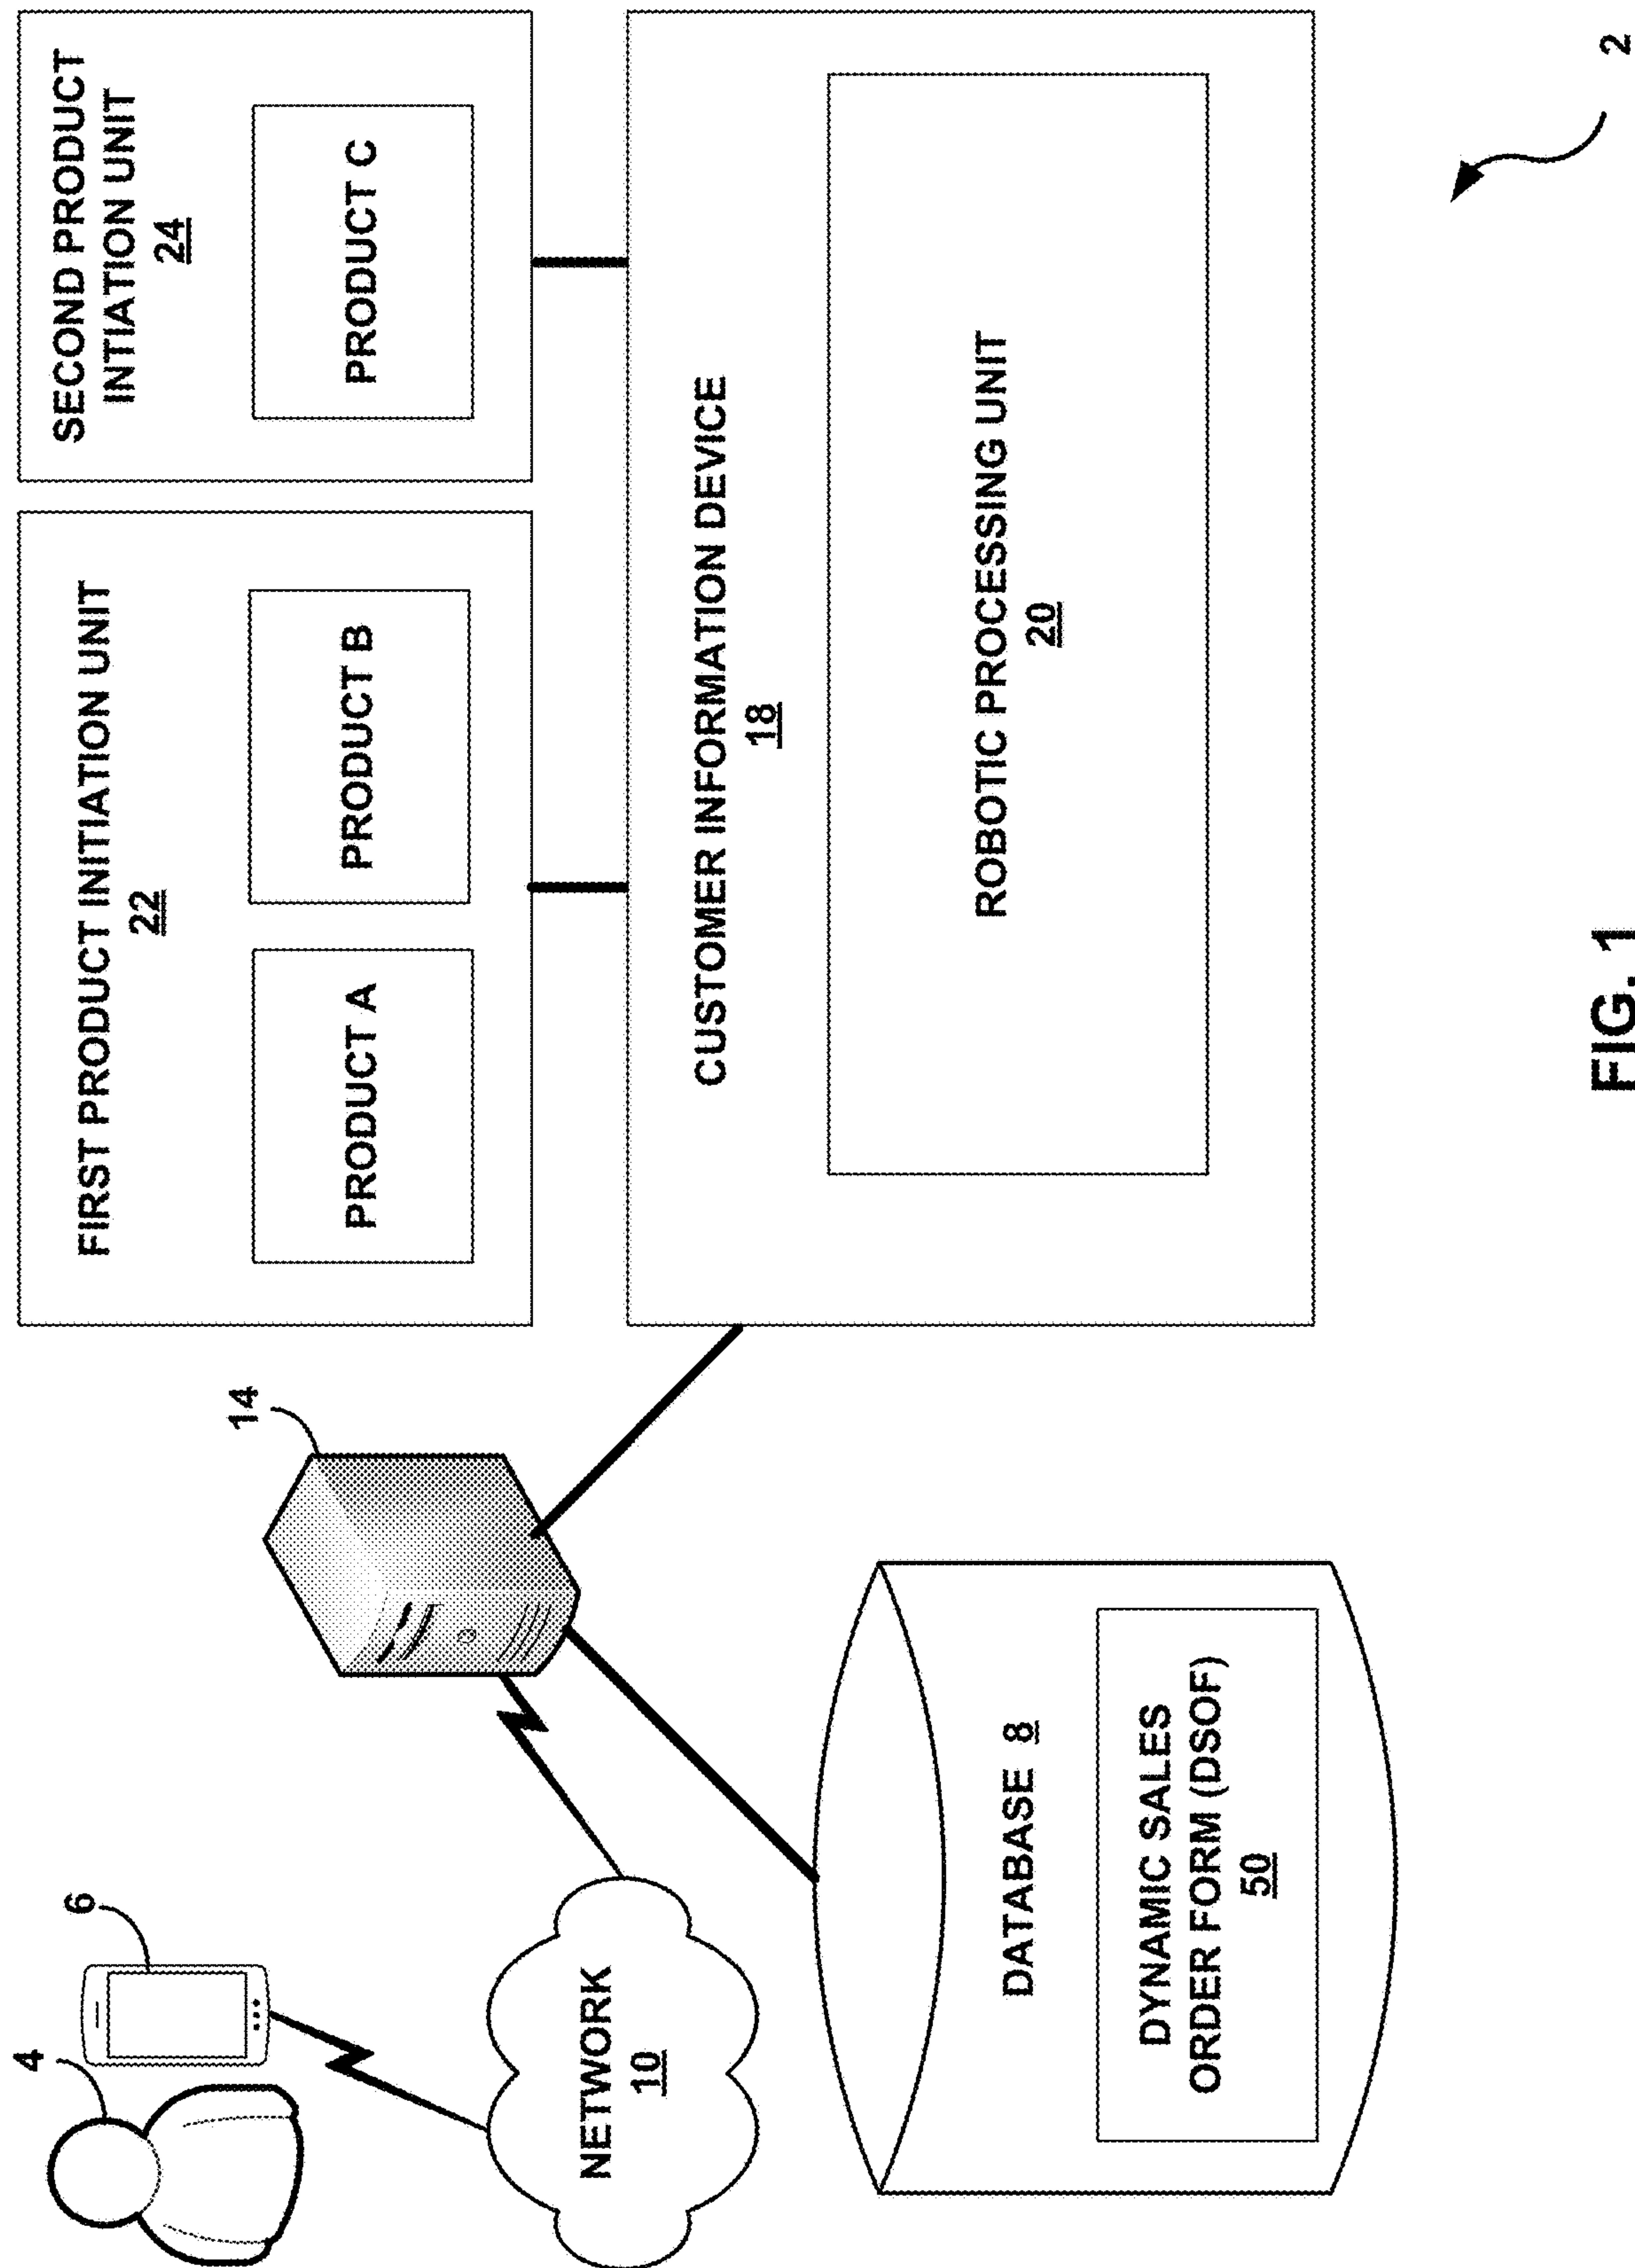 4
6
NETWORK
10
14
DATABASE 8
DYNAMIC SALES
ORDER FORM (DSOF)
50
FIRST PRODUCT INITIATION UNIT
22
PRODUCT A
PRODUCT B
SECOND PRODUCT
INTIATION UNIT
24
PRODUCT C
CUSTOMER INFORMATION DEVICE
18
ROBOTIC PROCESSING UNIT
20
2
FIG. 1